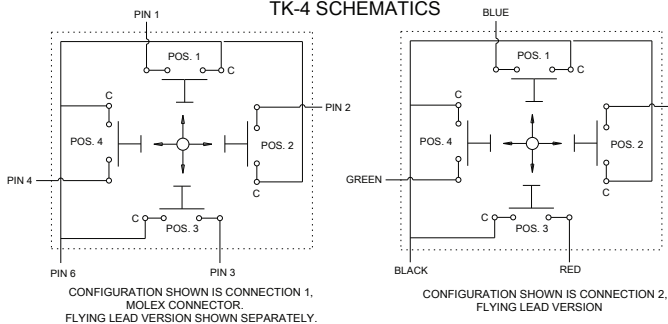 TK-4 SCHEMATICS
PIN 1
POS. 1
C
C
PIN 2
POS. 4
POS. 2
PIN 4
C
C
POS. 3
PIN 6
PIN 3
CONFIGURATION SHOWN IS CONNECTION 1,
MOLEX CONNECTOR.
FLYING LEAD VERSION SHOWN SEPARATELY.
BLUE
POS. 1
C
C
POS. 4
POS. 2
GREEN
C
C
POS. 3
BLACK
RED
CONFIGURATION SHOWN IS CONNECTION 2,
FLYING LEAD VERSION